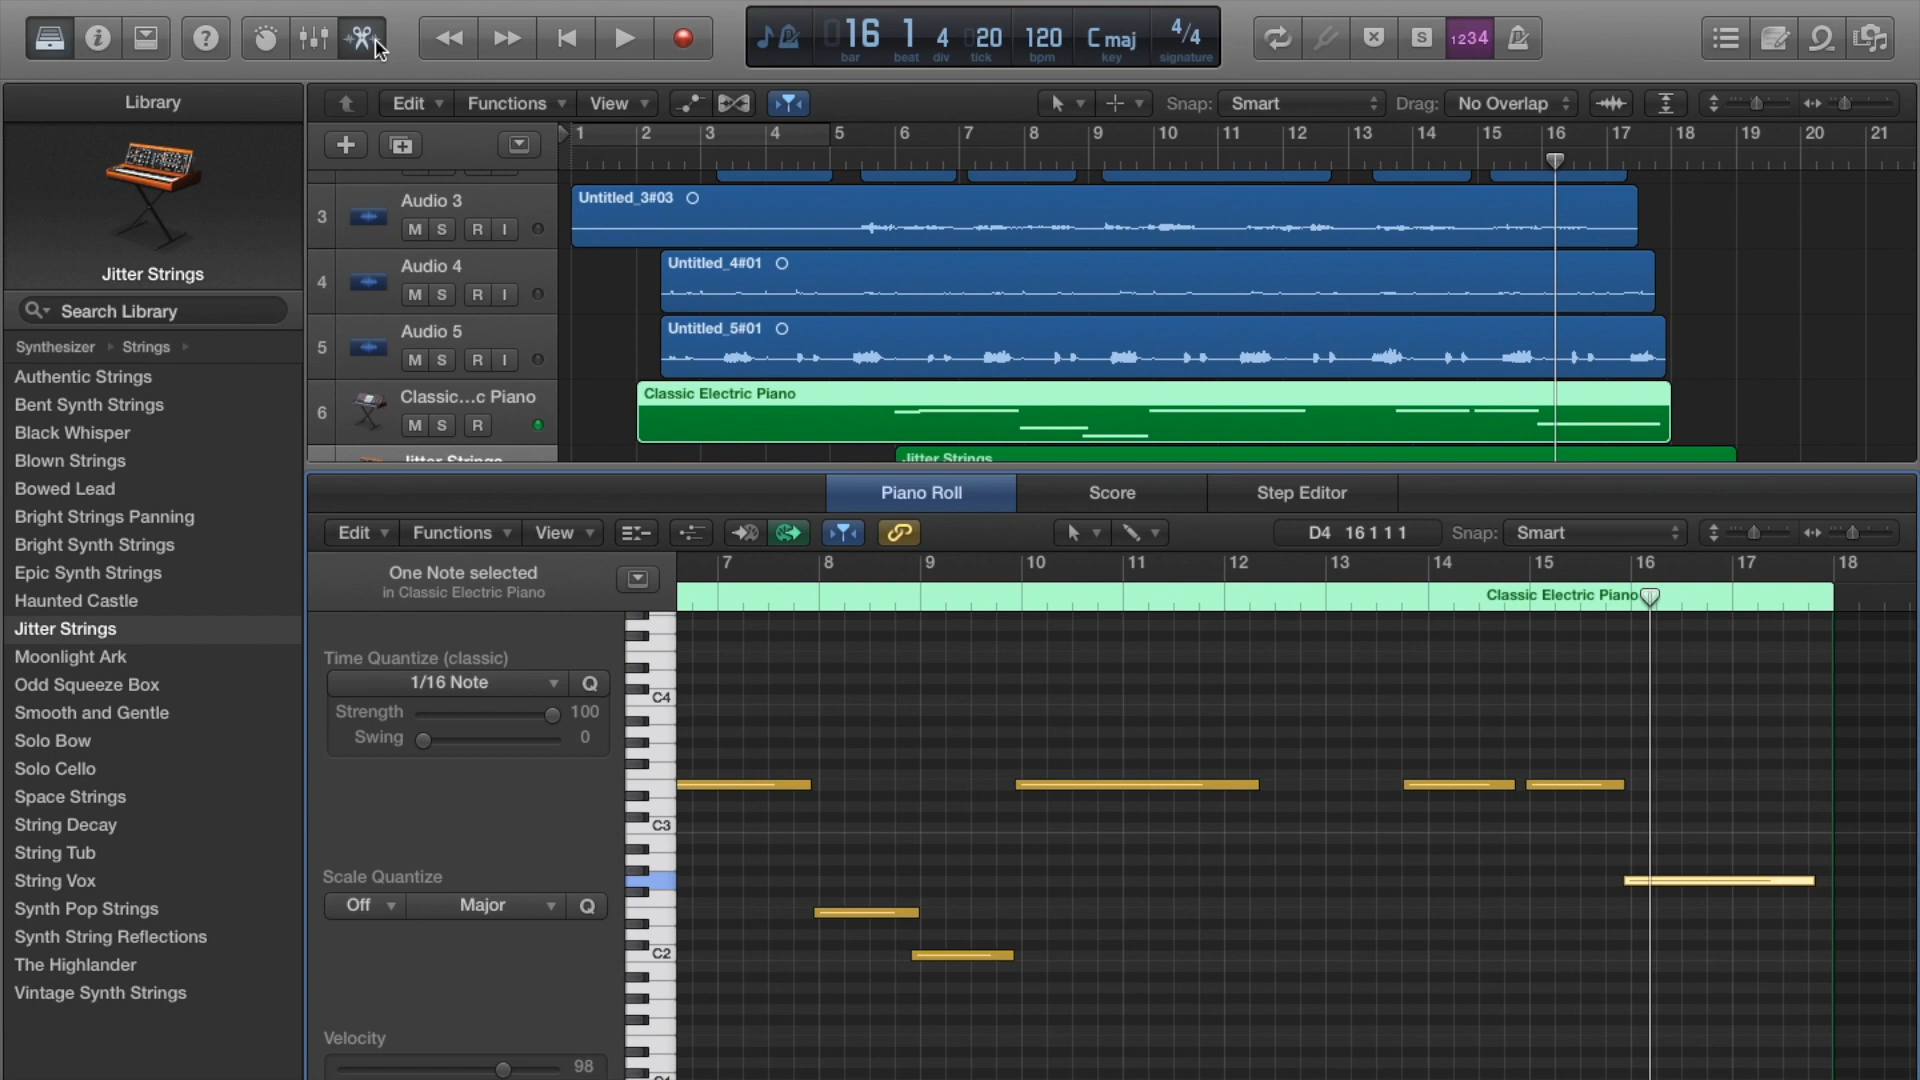 16 1 4 20 120 Cmaj 4/4
bar beat div tick bpm key signature
S 1234
Library
Edit Functions View Snap: Smart Drag: No Overlap
1 2 3 4 5 6 7 8 9 10 11 12 13 14 15 16 17 18 19 20 21
Jitter Strings
Search Library
Synthesizer Strings
Authentic Strings
Bent Synth Strings
Black Whisper
Blown Strings
Bowed Lead
Bright Strings Panning
Bright Synth Strings
Epic Synth Strings
Haunted Castle
Jitter Strings
Moonlight Ark
Odd Squeeze Box
Smooth and Gentle
Solo Bow
Solo Cello
Space Strings
String Decay
String Tub
String Vox
Synth Pop Strings
Synth String Reflections
The Highlander
Vintage Synth Strings
3 Audio 3
M S R I
Untitled_3#03
4 Audio 4
M S R I
Untitled_4#01
5 Audio 5
M S R I
Untitled_5#01
6 Classic...c Piano
M S R
Classic Electric Piano
Jitter Strings
Jitter Strings
Piano Roll Score Step Editor
Edit Functions View D4 16 1 1 1 Snap: Smart
7 8 9 10 11 12 13 14 15 16 17 18
One Note selected
in Classic Electric Piano
Classic Electric Piano
Time Quantize (classic)
1/16 Note Q
Strength 100
Swing 0
Scale Quantize
Off Major Q
Velocity
98
C4
C3
C2